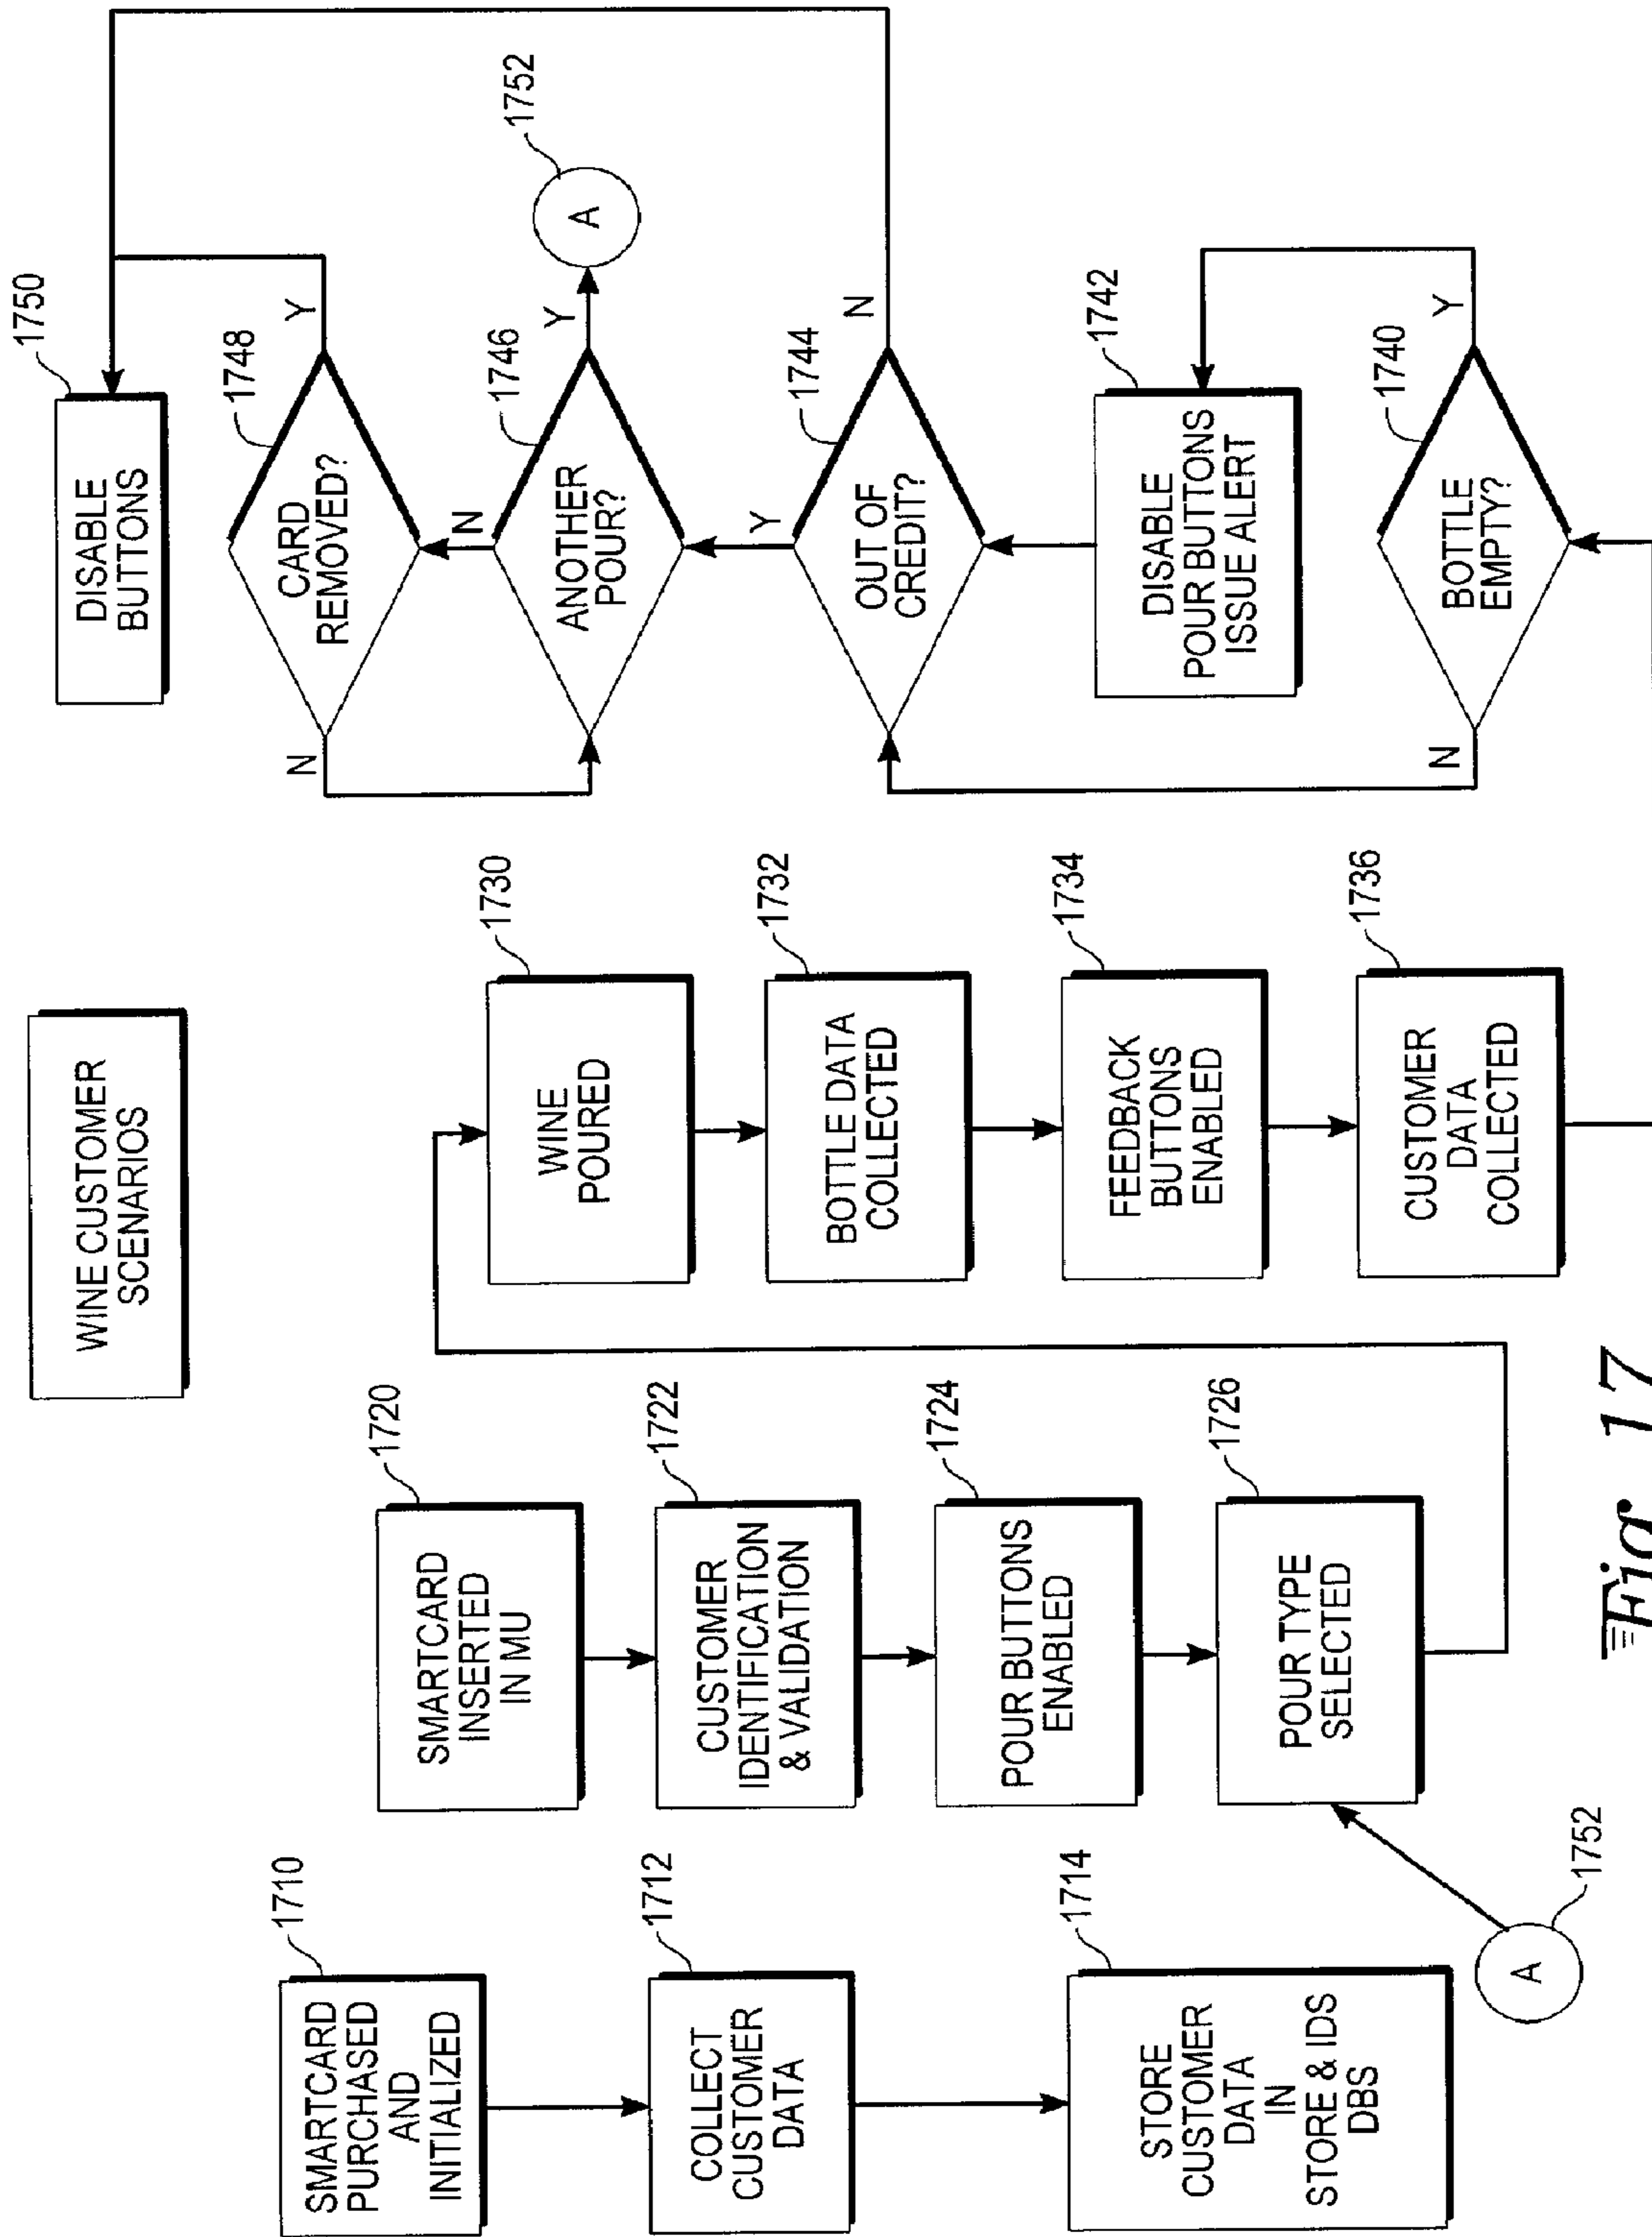 WINE CUSTOMER
SCENARIOS
1710
SMARTCARD
PURCHASED
AND
INITIALIZED
1712
COLLECT
CUSTOMER
DATA
1714
STORE
CUSTOMER
DATA
IN
STORE & IDS
DBS
A
1752
1720
SMARTCARD
INSERTED
IN MU
1722
CUSTOMER
IDENTIFICATION
& VALIDATION
1724
POUR BUTTONS
ENABLED
1726
POUR TYPE
SELECTED
1730
WINE
POURED
1732
BOTTLE DATA
COLLECTED
1734
FEEDBACK
BUTTONS
ENABLED
1736
CUSTOMER
DATA
COLLECTED
1750
DISABLE
BUTTONS
1748
CARD
REMOVED?
Y
N
N
1746
ANOTHER
POUR?
Y
A
1752
Y
1744
OUT OF
CREDIT?
N
1742
DISABLE
POUR BUTTONS
ISSUE ALERT
1740
BOTTLE
EMPTY?
Y
N
Fig. 17